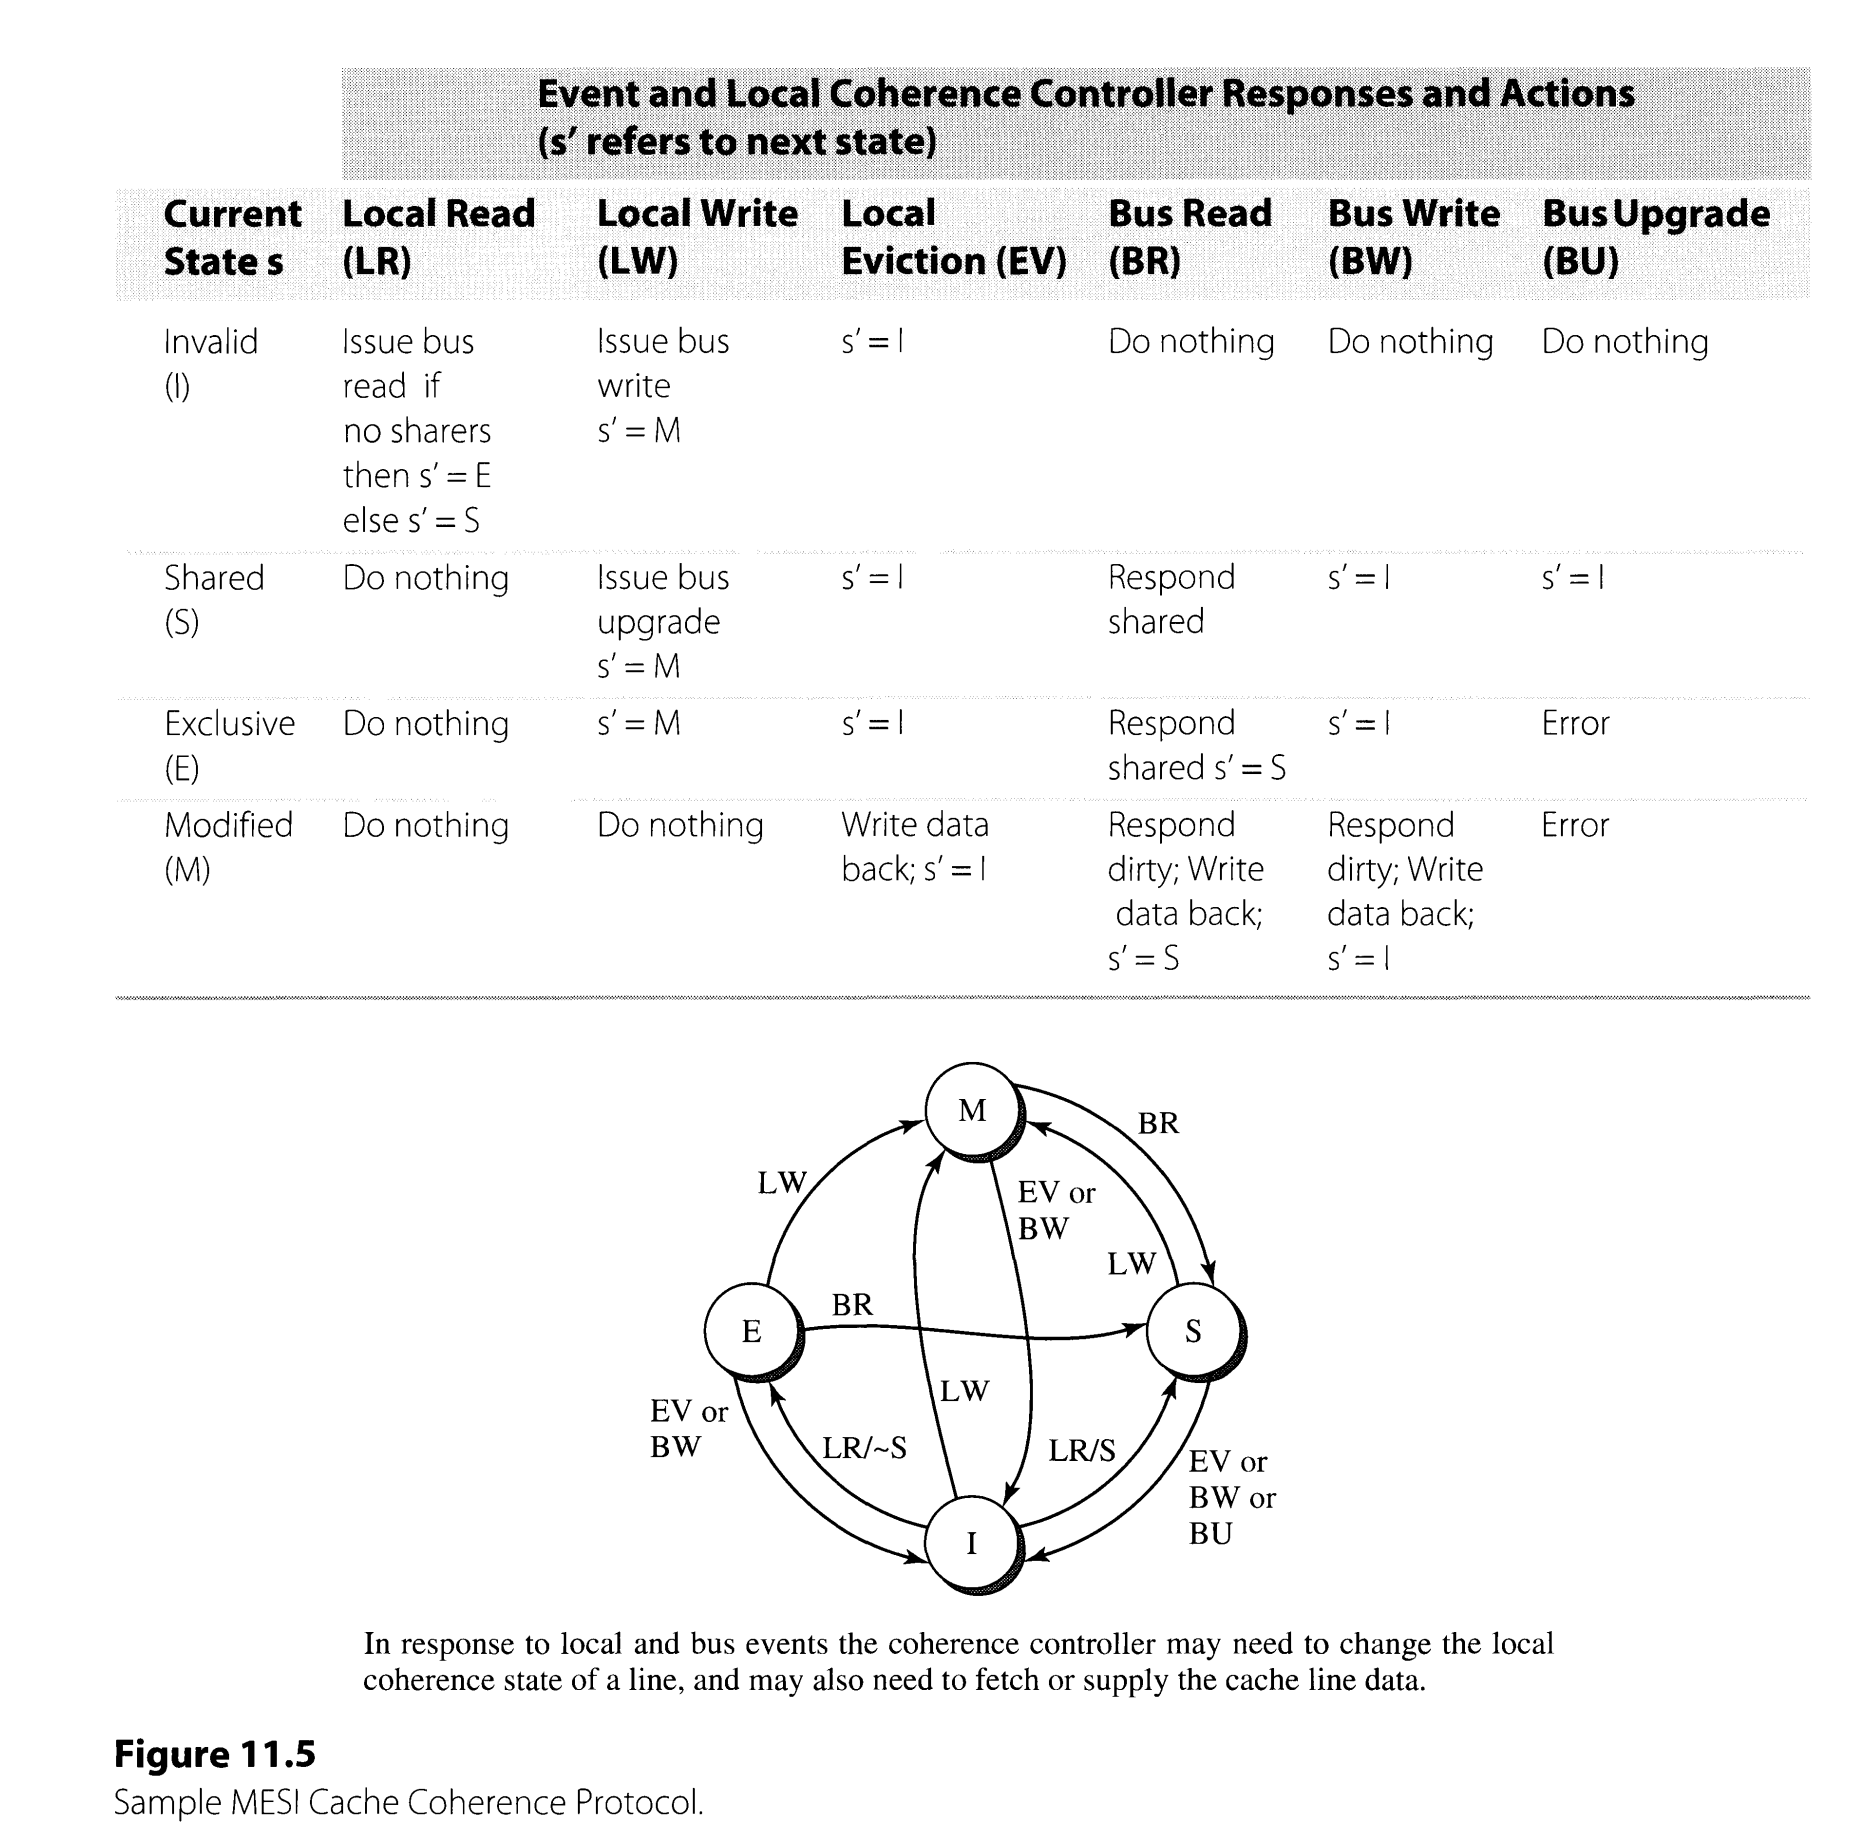 Event and Local Coherence Controller Responses and Actions
(s′ refers to next state)
Current State s
Local Read (LR)
Local Write (LW)
Local Eviction (EV)
Bus Read (BR)
Bus Write (BW)
Bus Upgrade (BU)
Invalid (I)
Issue bus read if no sharers then s′ = E else s′ = S
Issue bus write s′ = M
s′ = I
Do nothing
Do nothing
Do nothing
Shared (S)
Do nothing
Issue bus upgrade s′ = M
s′ = I
Respond shared
s′ = I
s′ = I
Exclusive (E)
Do nothing
s′ = M
s′ = I
Respond shared s′ = S
s′ = I
Error
Modified (M)
Do nothing
Do nothing
Write data back; s′ = I
Respond dirty; Write data back; s′ = S
Respond dirty; Write data back; s′ = I
Error
M
BR
LW
EV or
BW
LW
BR
E
S
LW
EV or
BW
LR/~S
LR/S
EV or
BW or
BU
I
In response to local and bus events the coherence controller may need to change the local
coherence state of a line, and may also need to fetch or supply the cache line data.
Figure 11.5
Sample MESI Cache Coherence Protocol.